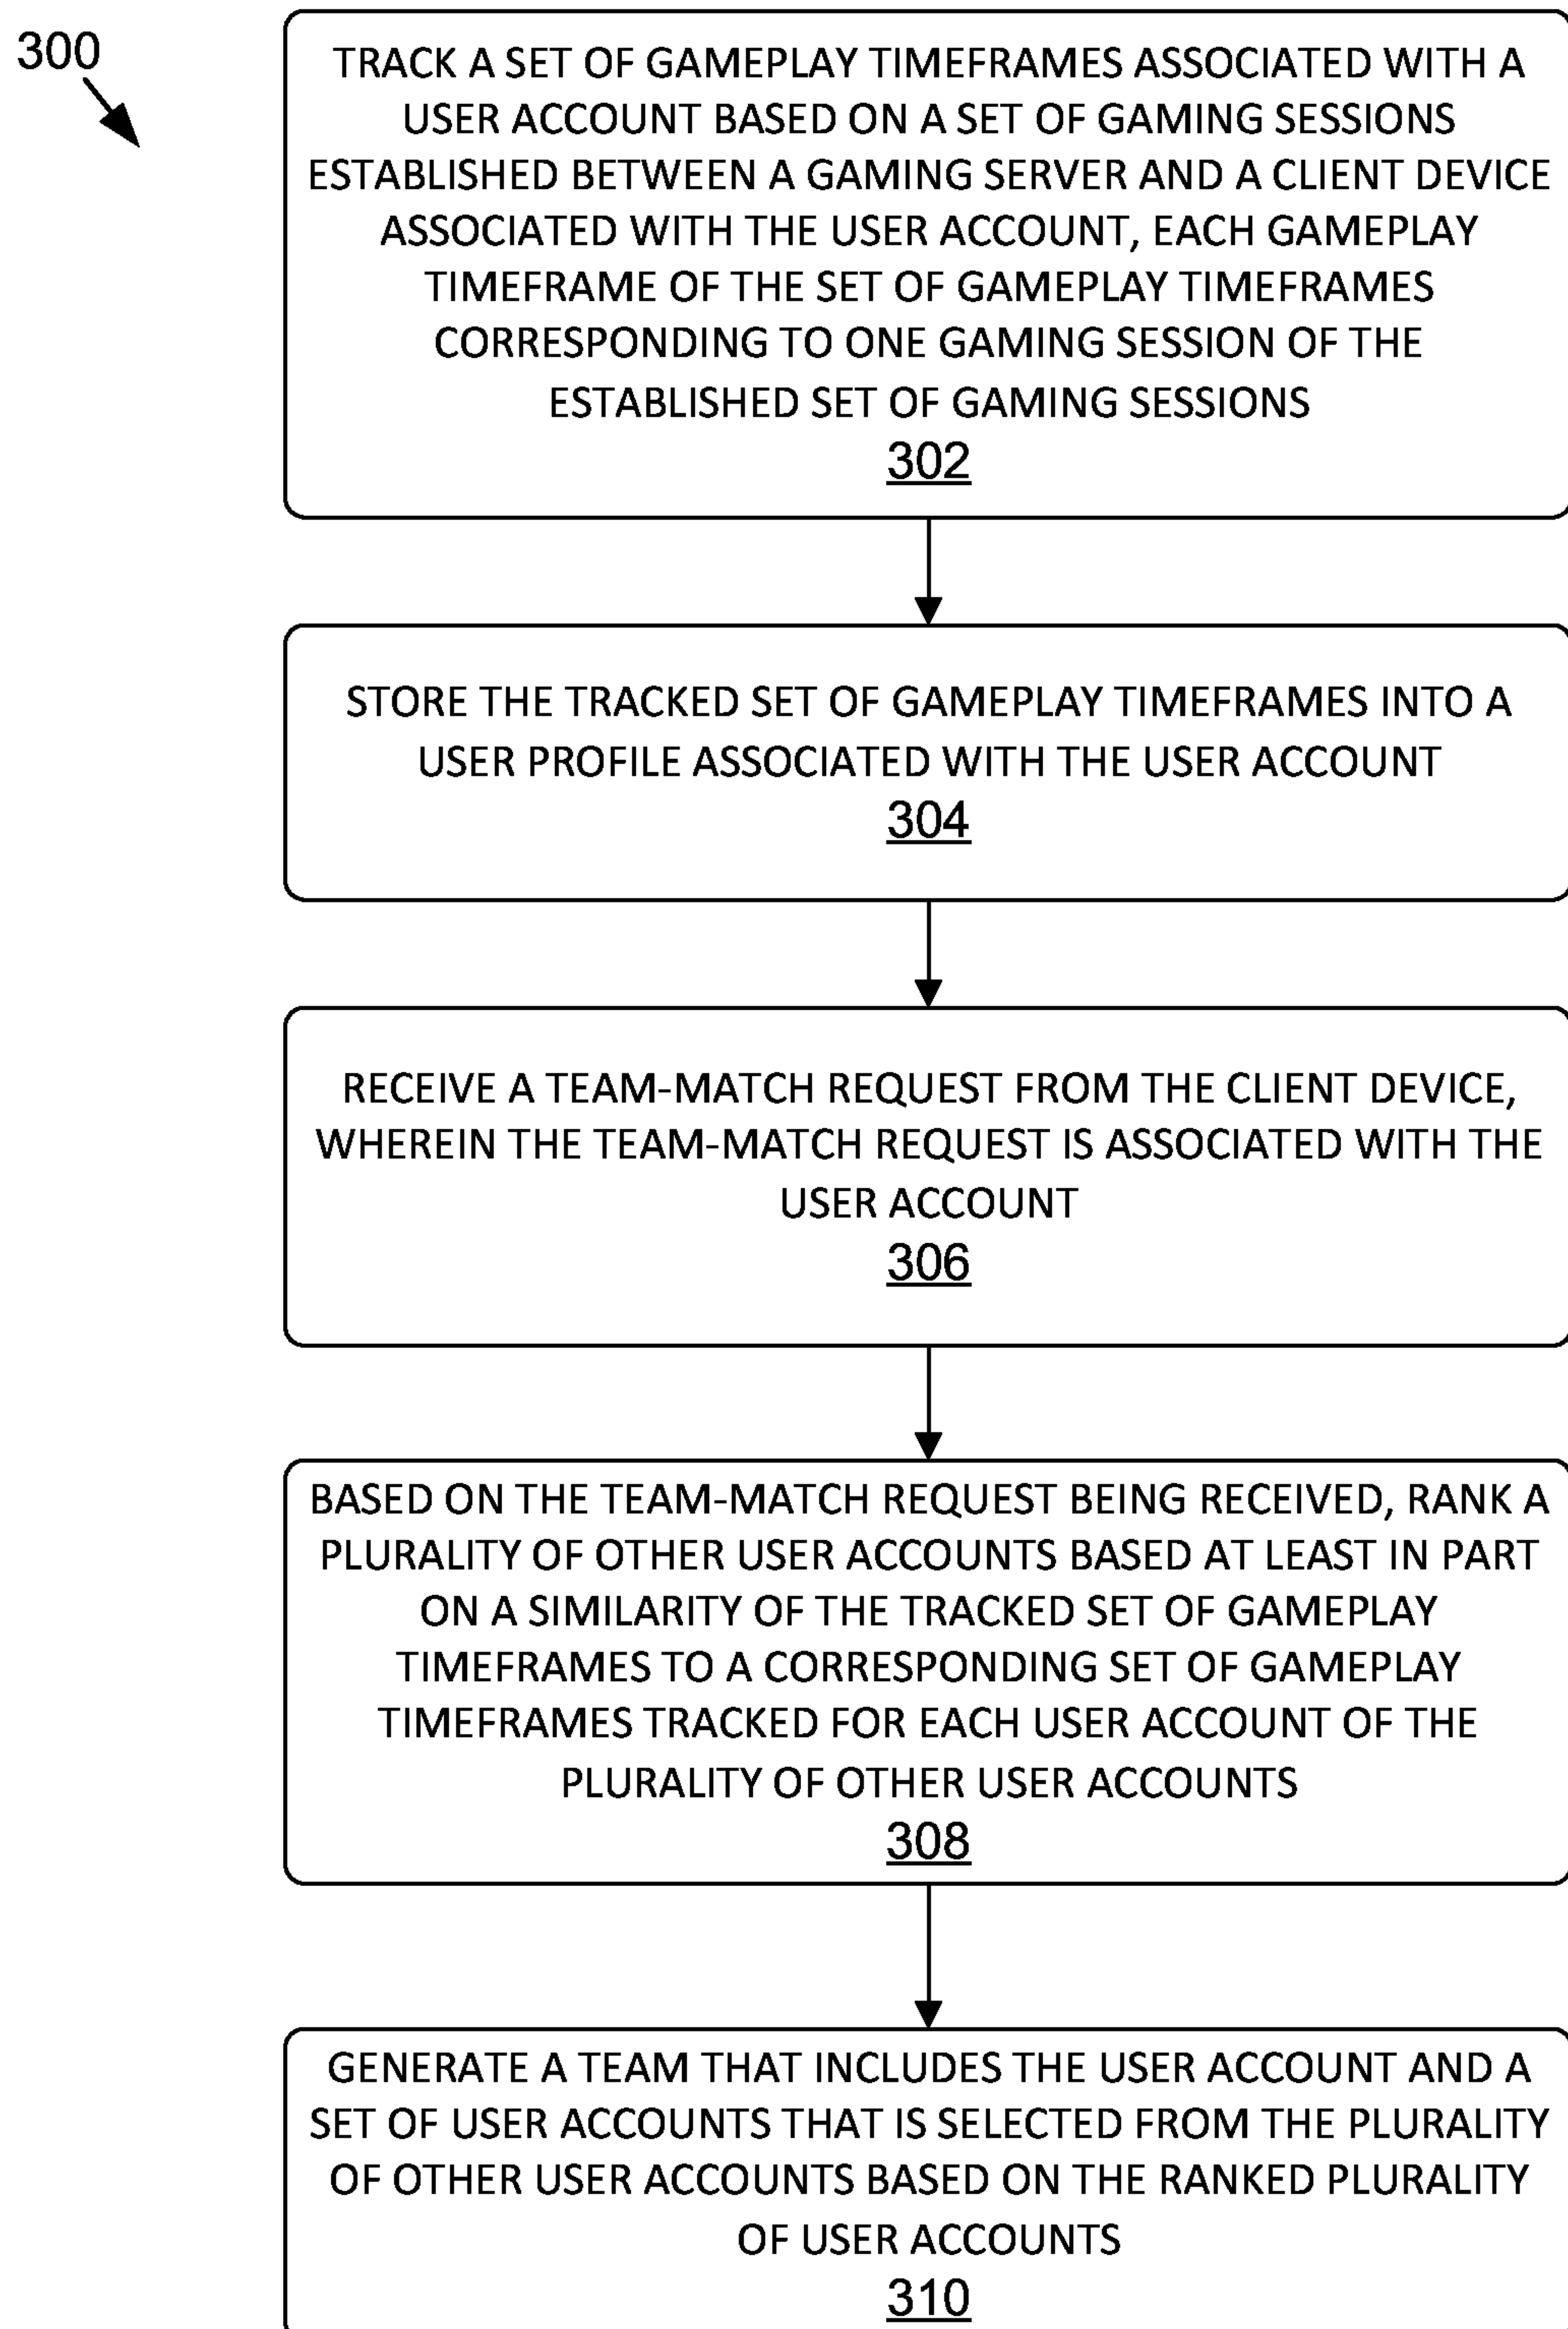 300
TRACK A SET OF GAMEPLAY TIMEFRAMES ASSOCIATED WITH A
USER ACCOUNT BASED ON A SET OF GAMING SESSIONS
ESTABLISHED BETWEEN A GAMING SERVER AND A CLIENT DEVICE
ASSOCIATED WITH THE USER ACCOUNT, EACH GAMEPLAY
TIMEFRAME OF THE SET OF GAMEPLAY TIMEFRAMES
CORRESPONDING TO ONE GAMING SESSION OF THE
ESTABLISHED SET OF GAMING SESSIONS
302
STORE THE TRACKED SET OF GAMEPLAY TIMEFRAMES INTO A
USER PROFILE ASSOCIATED WITH THE USER ACCOUNT
304
RECEIVE A TEAM-MATCH REQUEST FROM THE CLIENT DEVICE,
WHEREIN THE TEAM-MATCH REQUEST IS ASSOCIATED WITH THE
USER ACCOUNT
306
BASED ON THE TEAM-MATCH REQUEST BEING RECEIVED, RANK A
PLURALITY OF OTHER USER ACCOUNTS BASED AT LEAST IN PART
ON A SIMILARITY OF THE TRACKED SET OF GAMEPLAY
TIMEFRAMES TO A CORRESPONDING SET OF GAMEPLAY
TIMEFRAMES TRACKED FOR EACH USER ACCOUNT OF THE
PLURALITY OF OTHER USER ACCOUNTS
308
GENERATE A TEAM THAT INCLUDES THE USER ACCOUNT AND A
SET OF USER ACCOUNTS THAT IS SELECTED FROM THE PLURALITY
OF OTHER USER ACCOUNTS BASED ON THE RANKED PLURALITY
OF USER ACCOUNTS
310